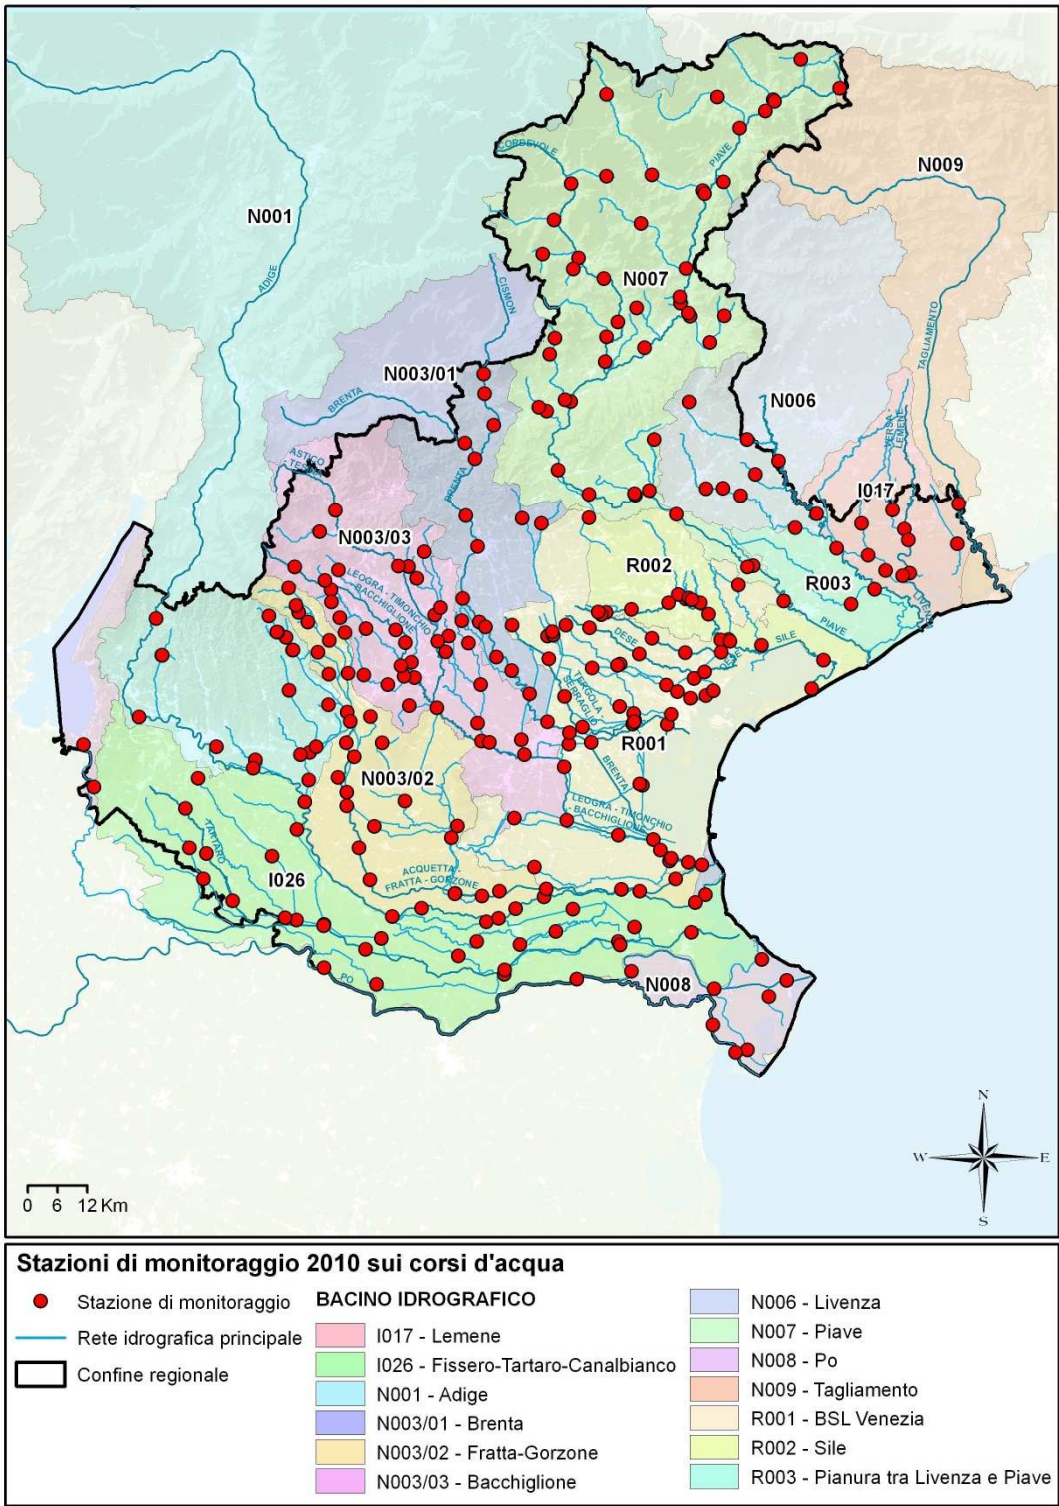 CORDEVOLE
PIAVE
N009
N001
ADIGE
N007
CISMON
TAGLIAMENTO
N003/01
BRENTA
N006
VERSA
LEMENE
ASTICO
- TESINA
BRENTA
I017
N003/03
LEOGRA - TIMONCHIO
- BACCHIGLIONE
R002
R003
LIVENZA
PIAVE
DESE
SILE
DESE
TERGOLA
SERRAGLIO
R001
N003/02
BRENTA
LEOGRA - TIMONCHIO
- BACCHIGLIONE
TARTARO
ACQUETTA -
FRATTA - GORZONE
I026
PO
N008
N
W E
S
0 6 12 Km
Stazioni di monitoraggio 2010 sui corsi d'acqua
Stazione di monitoraggio
Rete idrografica principale
Confine regionale
BACINO IDROGRAFICO
I017 - Lemene
I026 - Fissero-Tartaro-Canalbianco
N001 - Adige
N003/01 - Brenta
N003/02 - Fratta-Gorzone
N003/03 - Bacchiglione
N006 - Livenza
N007 - Piave
N008 - Po
N009 - Tagliamento
R001 - BSL Venezia
R002 - Sile
R003 - Pianura tra Livenza e Piave